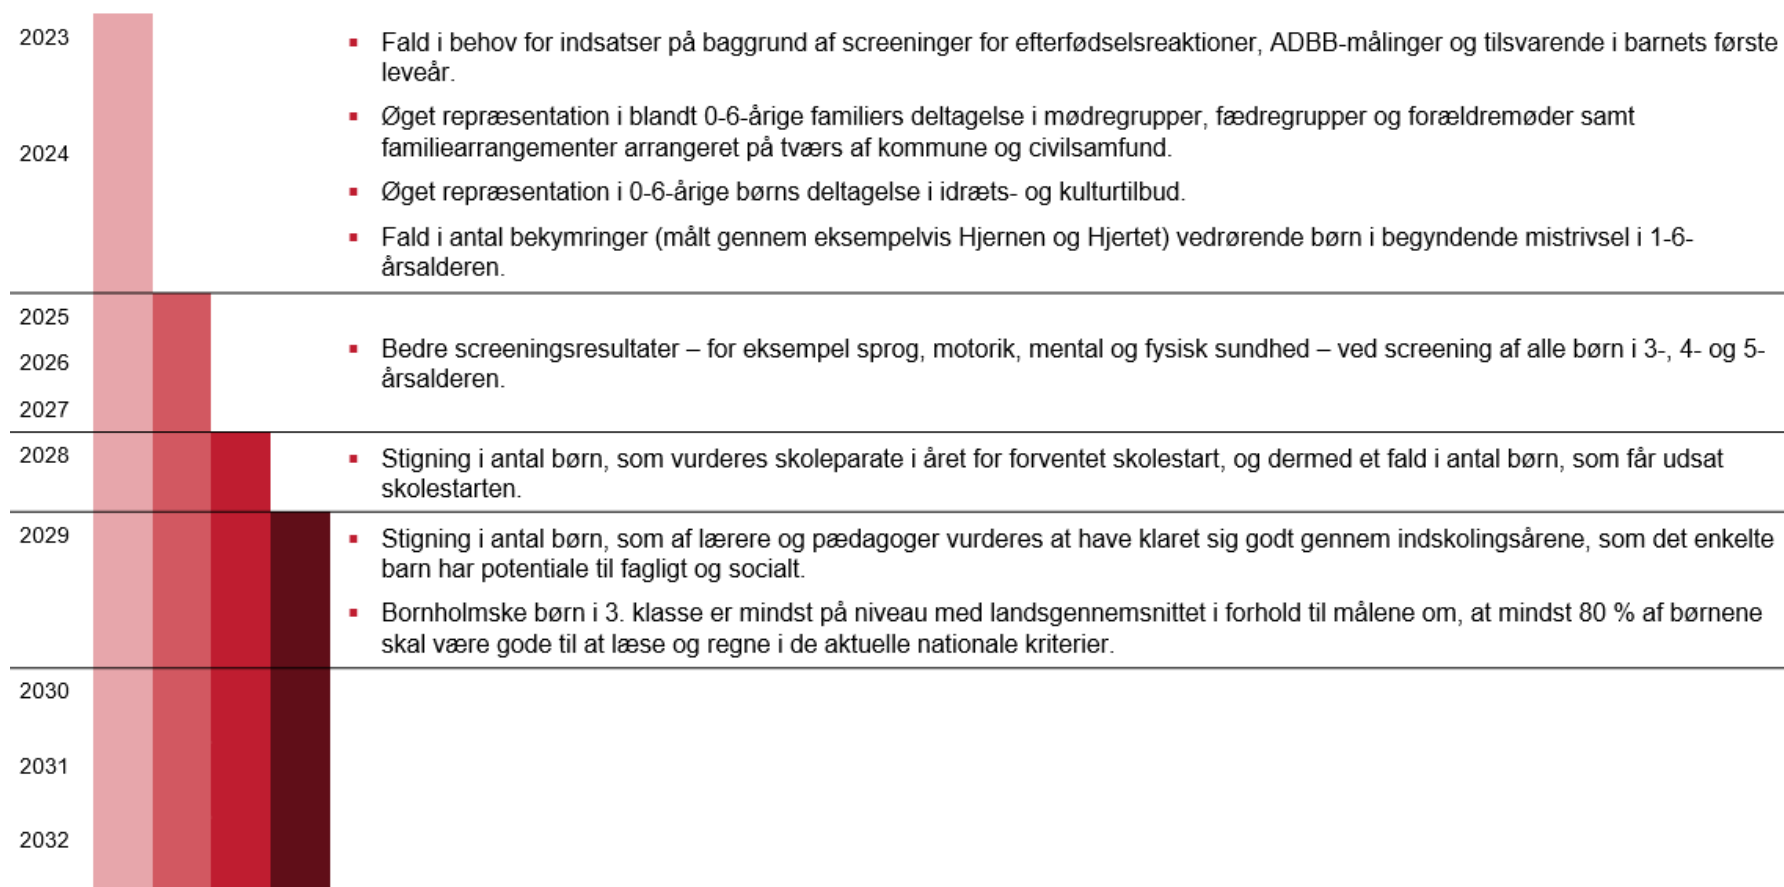 2023
▪ Fald i behov for indsatser på baggrund af screeninger for efterfødselsreaktioner, ADBB-målinger og tilsvarende i barnets første
leveår.
▪ Øget repræsentation i blandt 0-6-årige familiers deltagelse i mødregrupper, fædregrupper og forældremøder samt
2024
familiearrangementer arrangeret på tværs af kommune og civilsamfund.
▪ Øget repræsentation i 0-6-årige børns deltagelse i idræts- og kulturtilbud.
▪ Fald i antal bekymringer (målt gennem eksempelvis Hjernen og Hjertet) vedrørende børn i begyndende mistrivsel i 1-6-
årsalderen.
2025
▪ Bedre screeningsresultater – for eksempel sprog, motorik, mental og fysisk sundhed – ved screening af alle børn i 3-, 4- og 5-
2026
årsalderen.
2027
2028
▪ Stigning i antal børn, som vurderes skoleparate i året for forventet skolestart, og dermed et fald i antal børn, som får udsat
skolestarten.
2029
▪ Stigning i antal børn, som af lærere og pædagoger vurderes at have klaret sig godt gennem indskolingsårene, som det enkelte
barn har potentiale til fagligt og socialt.
▪ Bornholmske børn i 3. klasse er mindst på niveau med landsgennemsnittet i forhold til målene om, at mindst 80 % af børnene
skal være gode til at læse og regne i de aktuelle nationale kriterier.
2030
2031
2032